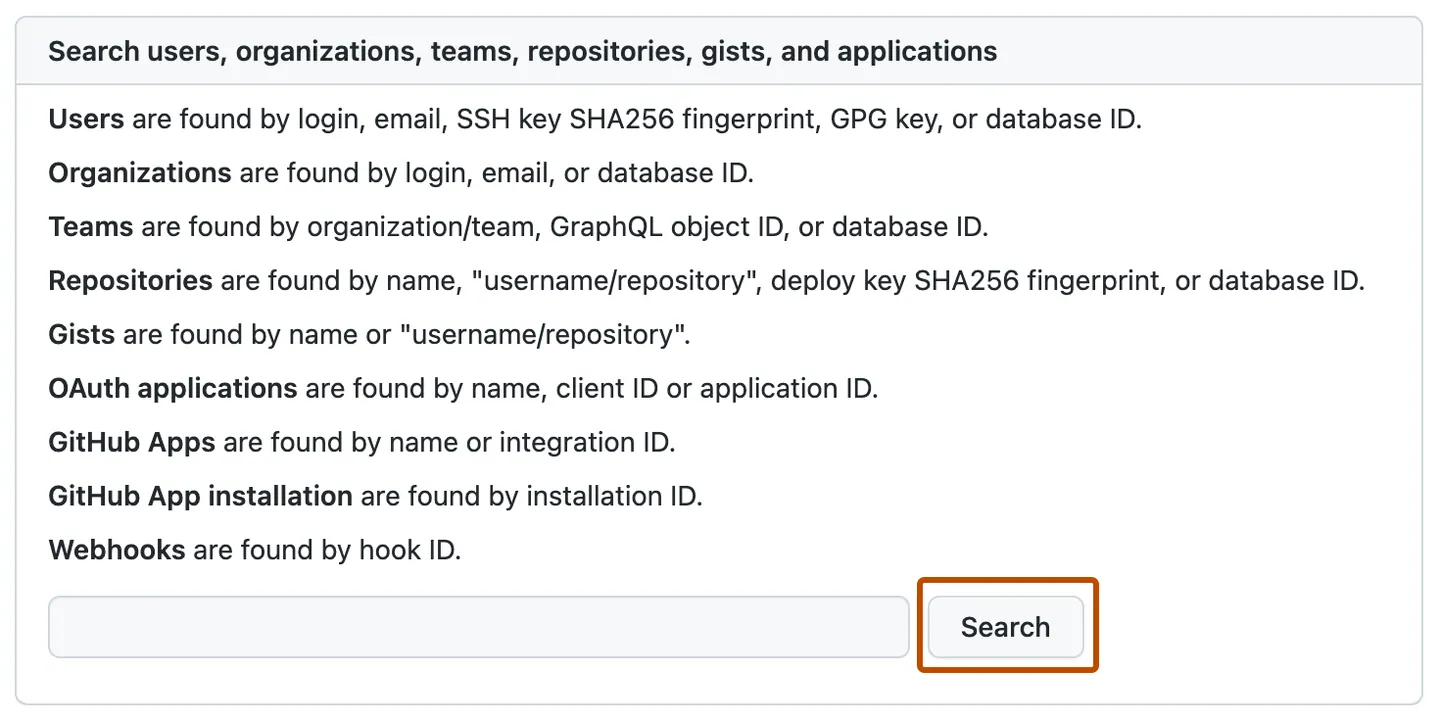 Search users, organizations, teams, repositories, gists, and applications
Users are found by login, email, SSH key SHA256 fingerprint, GPG key, or database ID.
Organizations are found by login, email, or database ID.
Teams are found by organization/team, GraphQL object ID, or database ID.
Repositories are found by name, "username/repository", deploy key SHA256 fingerprint, or database ID.
Gists are found by name or "username/repository".
OAuth applications are found by name, client ID or application ID.
GitHub Apps are found by name or integration ID.
GitHub App installation are found by installation ID.
Webhooks are found by hook ID.
Search